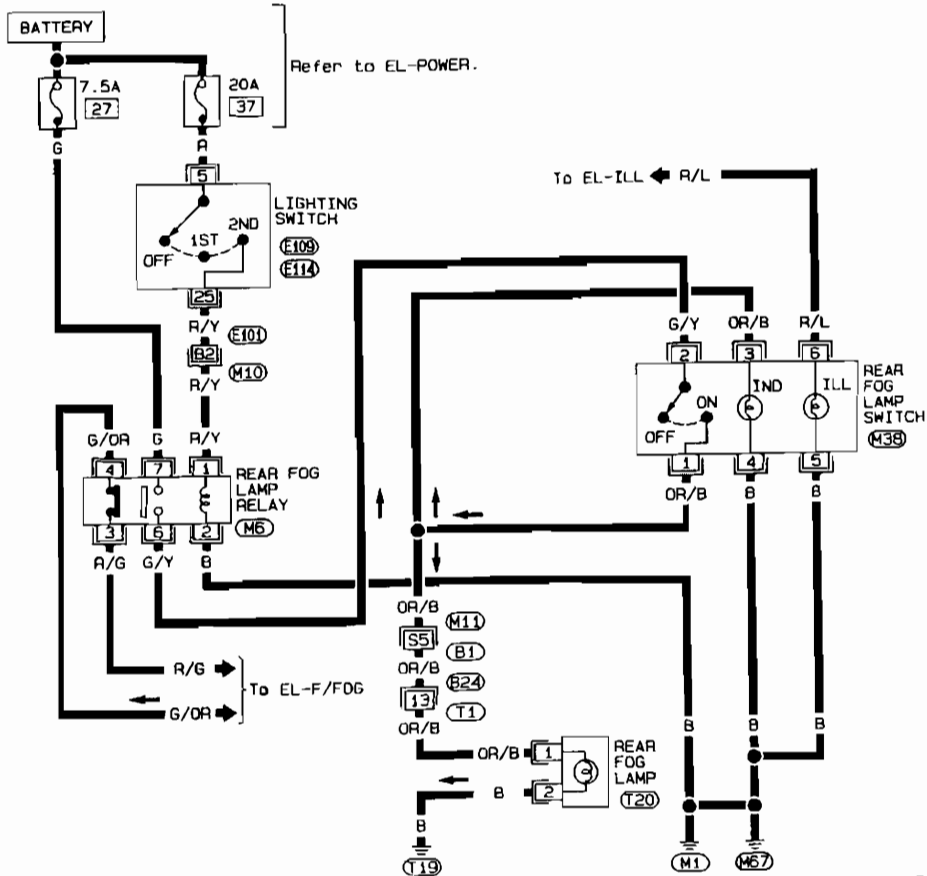 BATTERY
Refer to EL-POWER.
7.5A
27
20A
37
G
R
5
To EL-ILL
R/L
LIGHTING
SWITCH
2ND
1ST
OFF
E109
E114
25
R/Y
E101
B2
M10
R/Y
G/Y
OR/B
R/L
2
3
6
REAR
FOG
LAMP
SWITCH
M38
IND
ILL
ON
OFF
1
4
5
OR/B
B
B
G/OR
G
R/Y
4
7
1
REAR FOG
LAMP
RELAY
M6
3
6
2
R/G
G/Y
B
OR/B
M11
S5
B1
OR/B
B24
13
T1
OR/B
R/G
To EL-F/FOG
G/OR
OR/B
1
REAR
FOG
LAMP
T20
B
2
B
T19
B
B
B
M1
M67